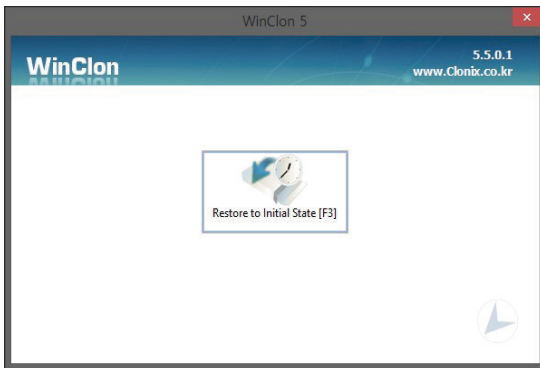 WinClon 5
WinClon
5.5.0.1
www.Clonix.co.kr
Restore to Initial State [F3]